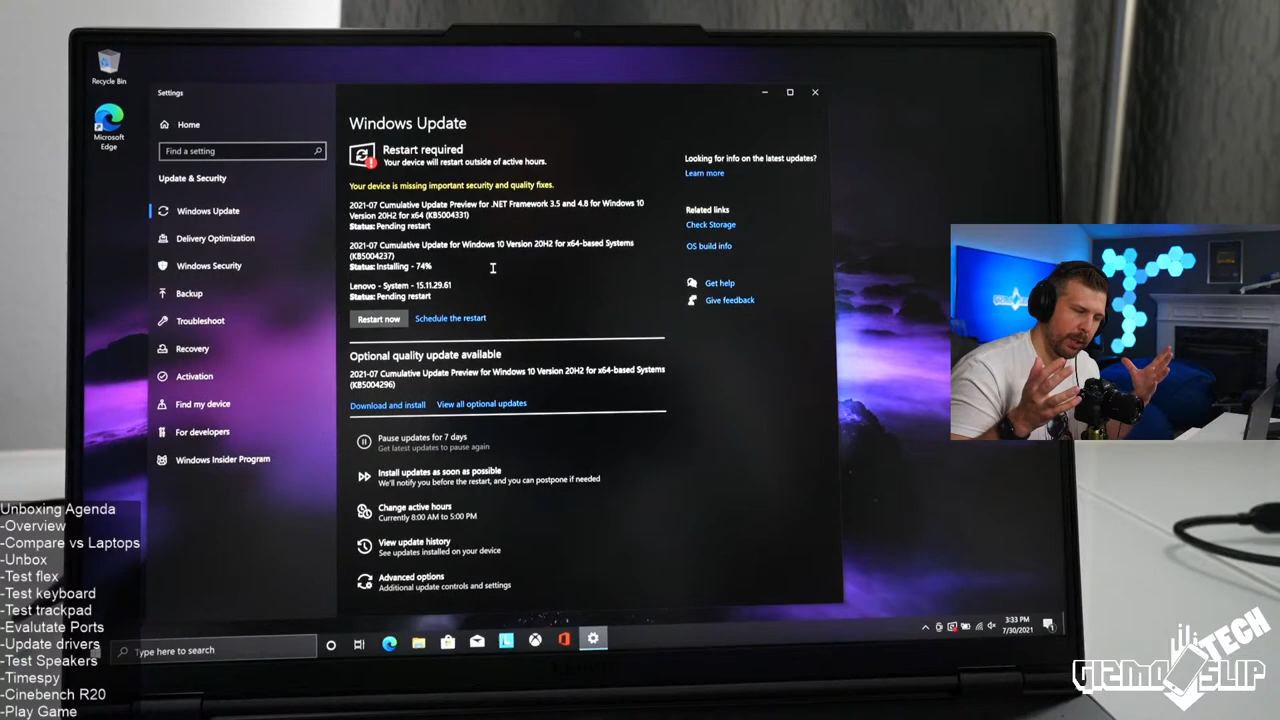 Recycle Bin
Microsoft
Edge
Settings
Home
Find a setting
Update & Security
Windows Update
Delivery Optimization
Windows Security
Backup
Troubleshoot
Recovery
Activation
Find my device
For developers
Windows Insider Program
Windows Update
Restart required
Your device will restart outside of active hours.
Your device is missing important security and quality fixes.
2021-07 Cumulative Update Preview for .NET Framework 3.5 and 4.8 for Windows 10
Version 20H2 for x64 (KB5004331)
Status: Pending restart
2021-07 Cumulative Update for Windows 10 Version 20H2 for x64-based Systems
(KB5004237)
Status: Installing - 74%
Lenovo - System - 15.11.29.61
Status: Pending restart
Restart now
Schedule the restart
Optional quality update available
2021-07 Cumulative Update Preview for Windows 10 Version 20H2 for x64-based Systems
(KB5004296)
Download and install
View all optional updates
Pause updates for 7 days
Get latest updates to pause again
Install updates as soon as possible
We'll notify you before the restart, and you can postpone if needed
Change active hours
Currently 8:00 AM to 5:00 PM
View update history
See updates installed on your device
Advanced options
Additional update controls and settings
Looking for info on the latest updates?
Learn more
Related links
Check Storage
OS build info
Get help
Give feedback
Type here to search
3:33 PM
7/30/2021
Unboxing Agenda
-Overview
-Compare vs Laptops
-Unbox
-Test flex
-Test keyboard
-Test trackpad
-Evalutate Ports
-Update drivers
-Test Speakers
-Timespy
-Cinebench R20
-Play Game
GIZMO SLIP
TECH